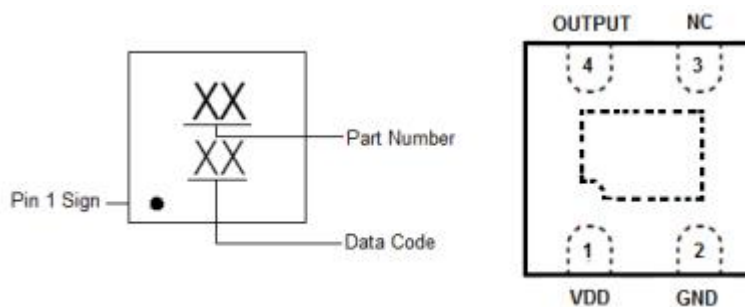 XX
Part Number
XX
Pin 1 Sign
Data Code
OUTPUT NC
4 3
1 2
VDD GND